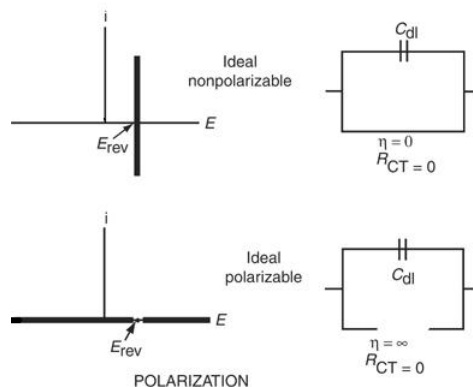 i
Ideal
nonpolarizable
E
E_rev
C_dl
η = 0
R_CT = 0
i
Ideal
polarizable
E
E_rev
C_dl
η = ∞
R_CT = 0
POLARIZATION